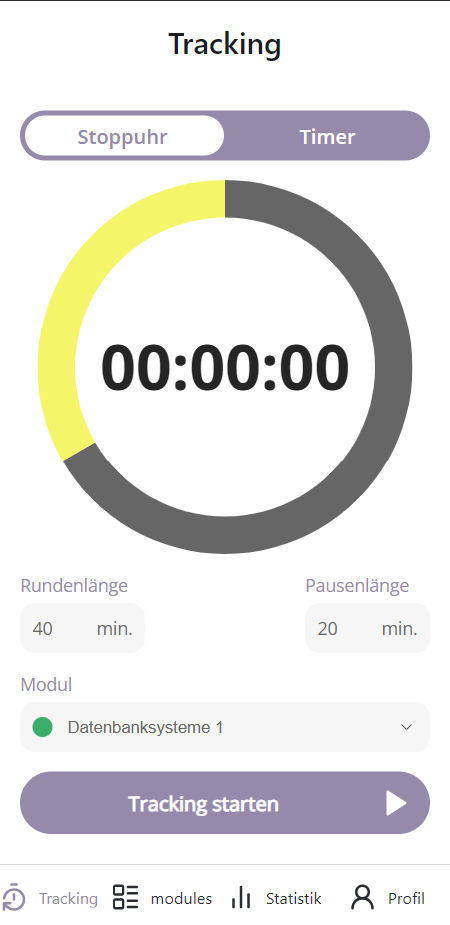 Tracking
Stoppuhr Timer
00:00:00
Rundenlänge Pausenlänge
40 min. 20 min.
Modul
Datenbanksysteme 1
Tracking starten
Tracking modules Statistik Profil